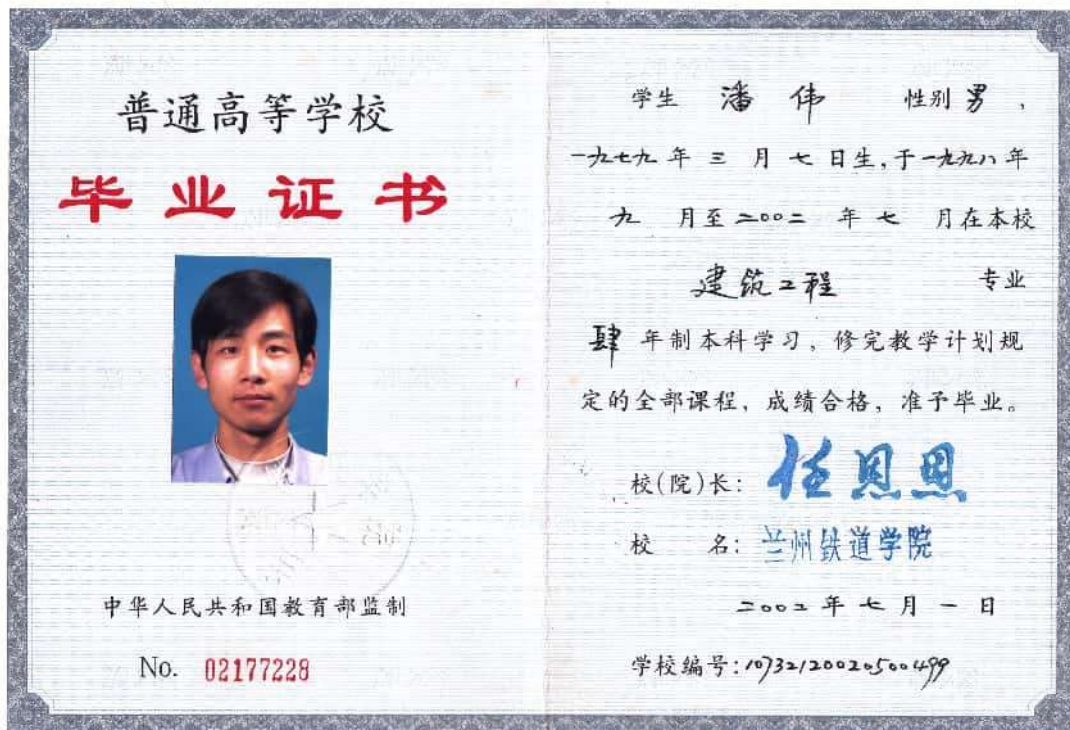 普通高等学校
毕业证书
中华人民共和国教育部监制
No. 02177228
学生 潘伟 性别 男，
一九七九年 三 月 七 日生，于一九九八年
九 月至二〇〇二 年 七 月在本校
建筑工程 专业
肆 年制本科学习，修完教学计划规
定的全部课程，成绩合格，准予毕业。
校(院)长：任恩恩
校 名：兰州铁道学院
二〇〇二年七月一日
学校编号：10732120020500499